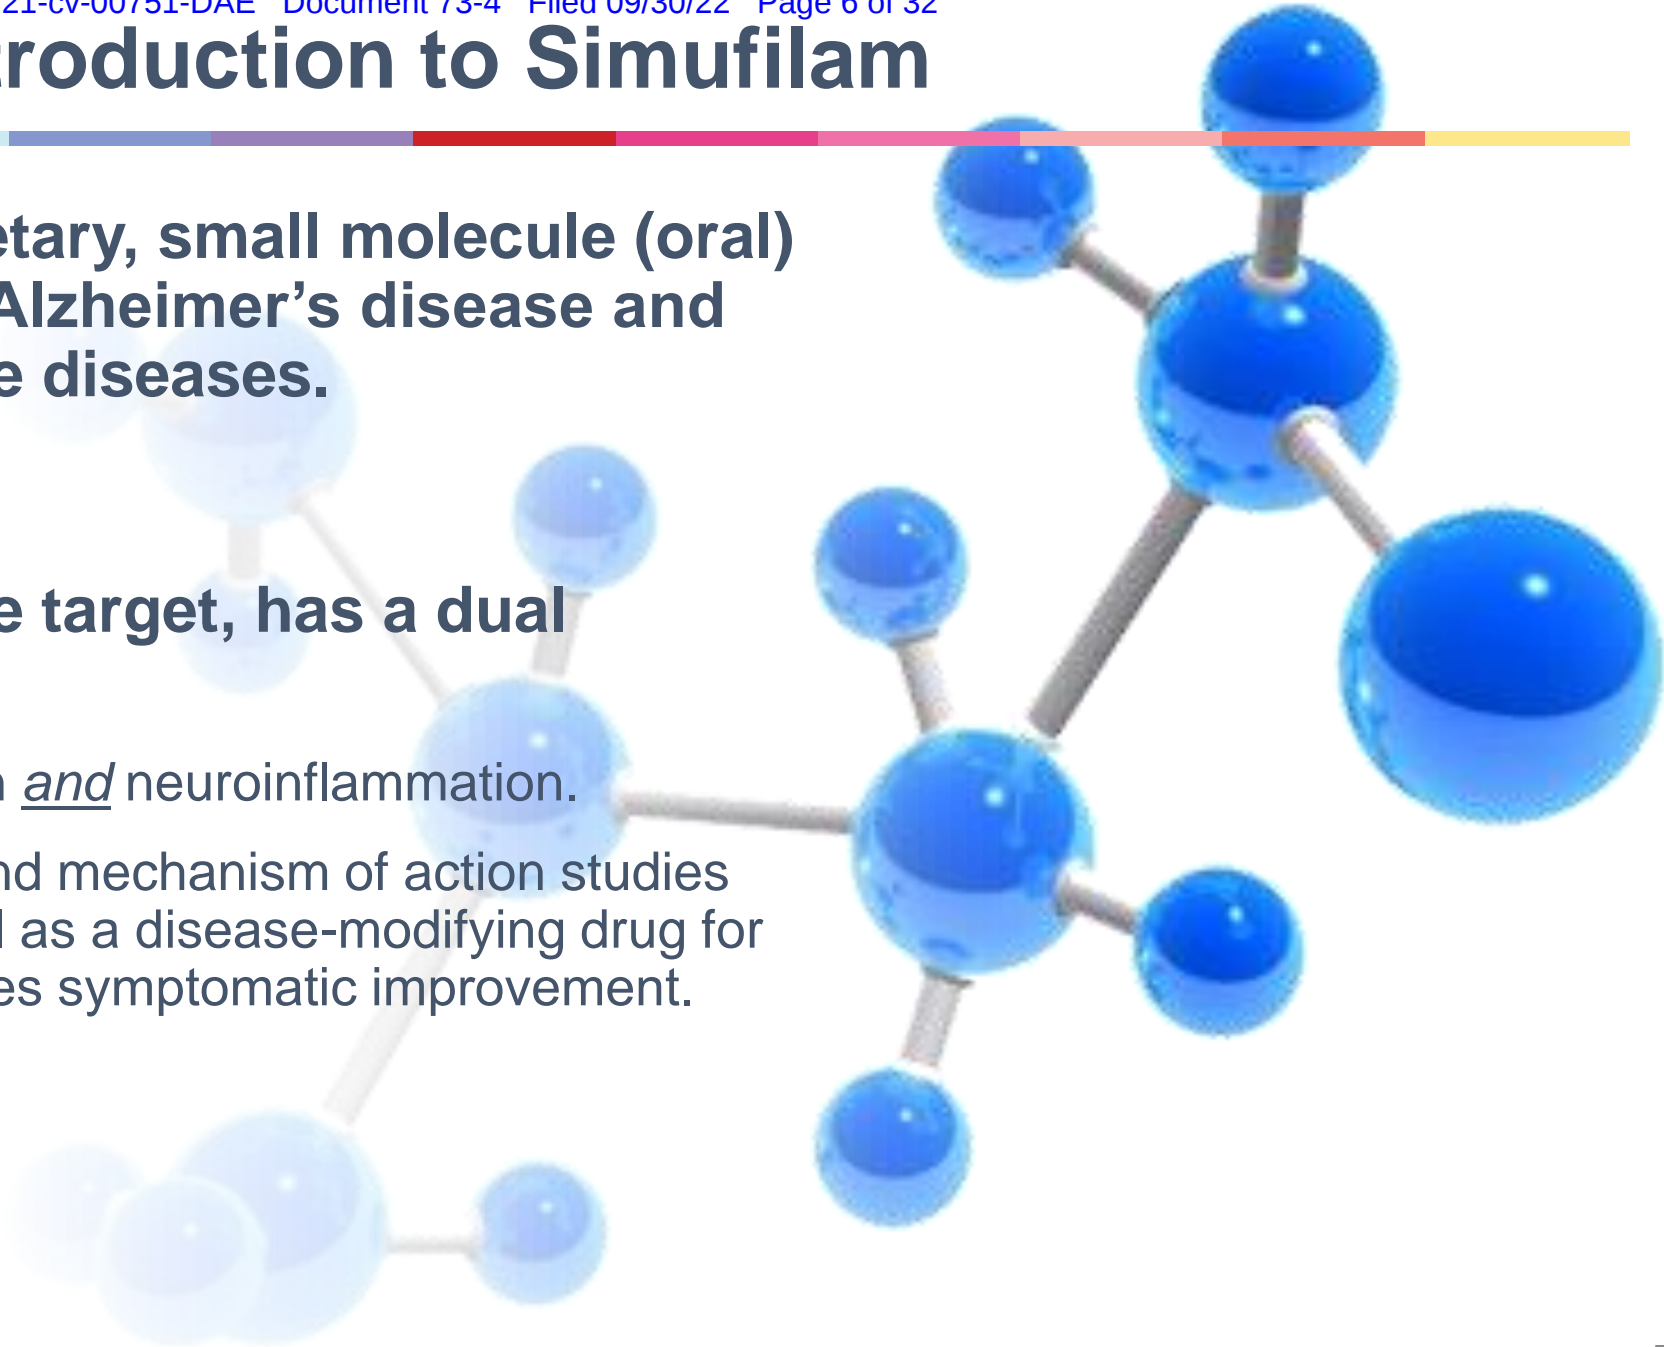 21-cv-00751-DAE Document 73-4 Filed 09/30/22 Page 6 of 32
troduction to Simufilam
etary, small molecule (oral)
Alzheimer’s disease and
e diseases.
e target, has a dual
n and neuroinflammation.
nd mechanism of action studies
l as a disease-modifying drug for
es symptomatic improvement.